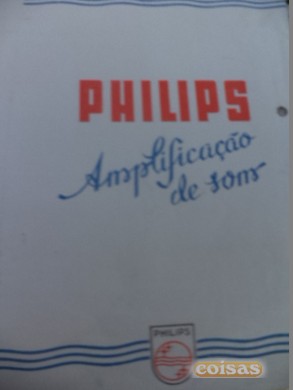 PHILIPS
Amplificação
de som
PHILIPS
coisas